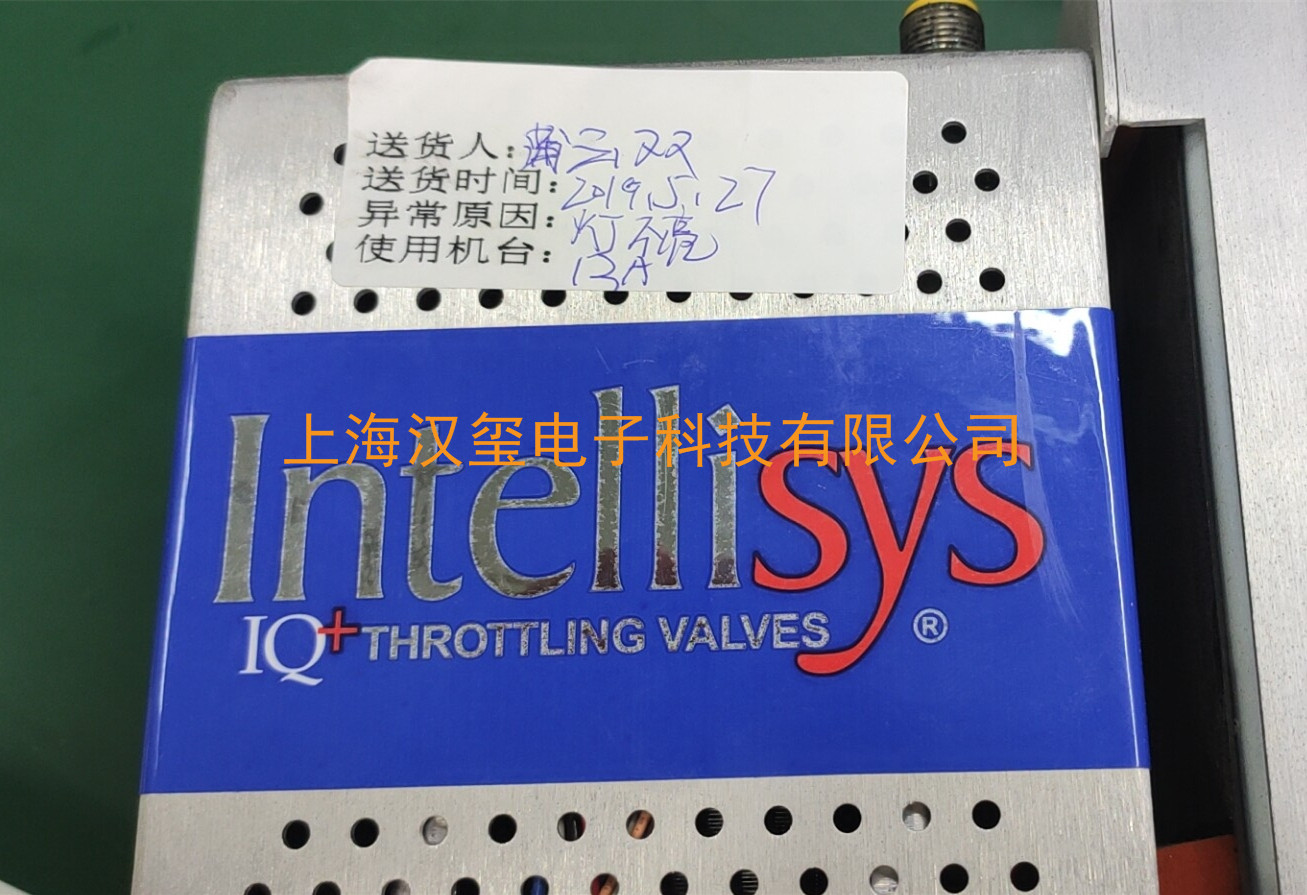 送货人：
送货时间：2019.5.27
异常原因：灯不亮
使用机台：13A
上海汉玺电子科技有限公司
Intellisys
IQ+ THROTTLING VALVES ®